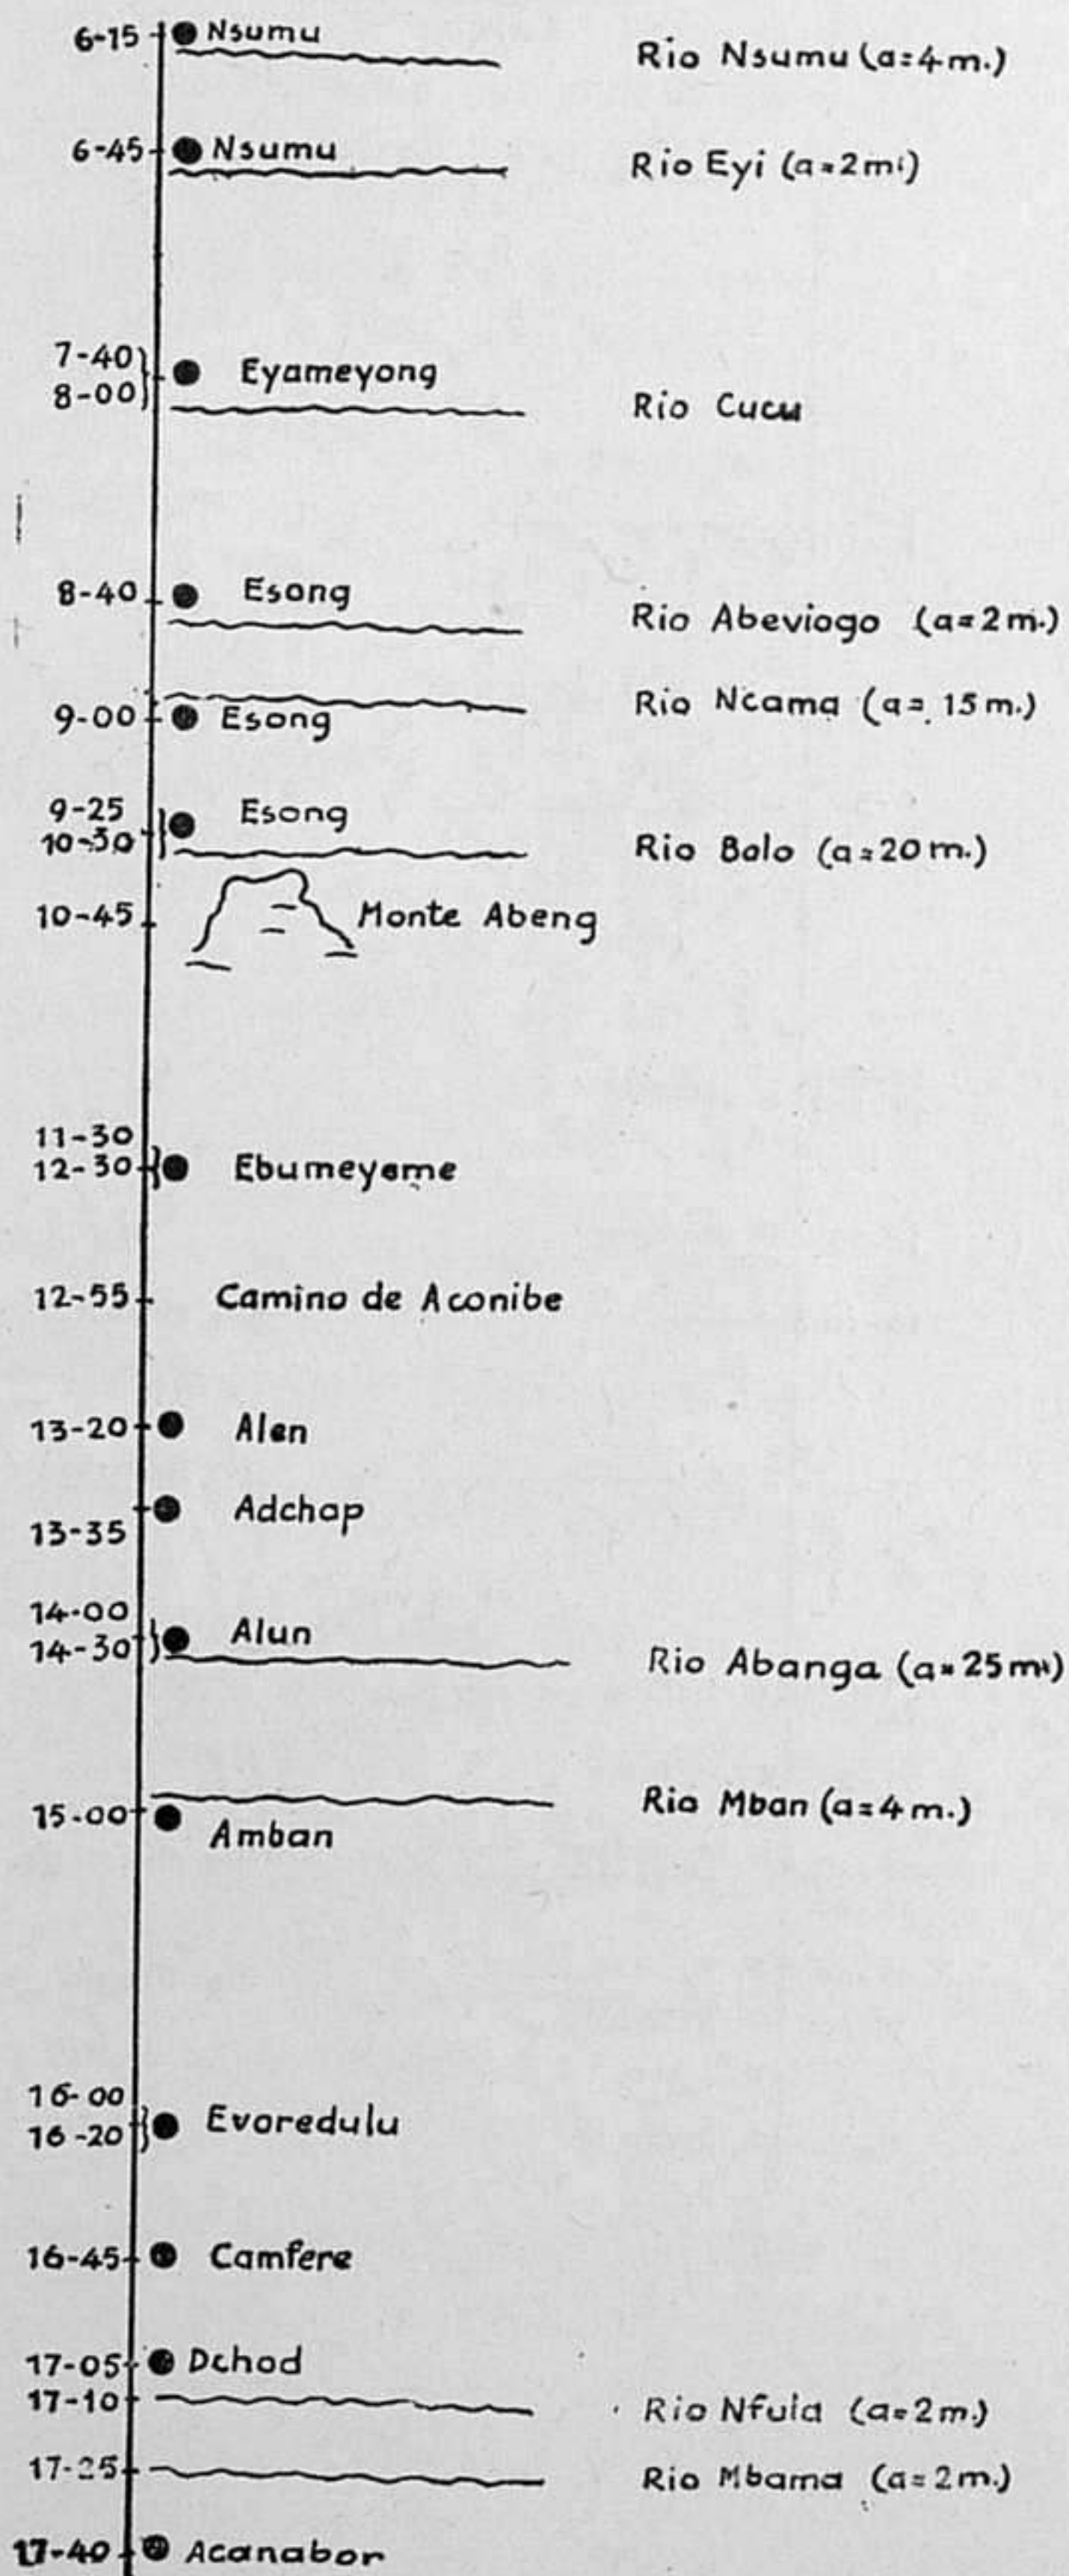 6-15 Nsumu Rio Nsumu (a=4m.)
6-45 Nsumu Rio Eyi (a=2m.)
7-40
8-00 Eyameyong
Rio Cucu
8-40 Esong
Rio Abeviogo (a=2m.)
Rio Ncama (a=15m.)
9-00 Esong
9-25
10-30 Esong
Rio Bolo (a=20m.)
10-45 Monte Abeng
11-30
12-30 Ebumeyeme
12-55 Camino de Aconibe
13-20 Alen
13-35 Adchap
14-00
14-30 Alun
Rio Abanga (a=25m.)
Rio Mban (a=4m.)
15-00 Amban
16-00
16-20 Evoredulu
16-45 Camfere
17-05 Dchod
17-10 Rio Nfula (a=2m.)
17-25 Rio Mbama (a=2m.)
17-40 Acanabor